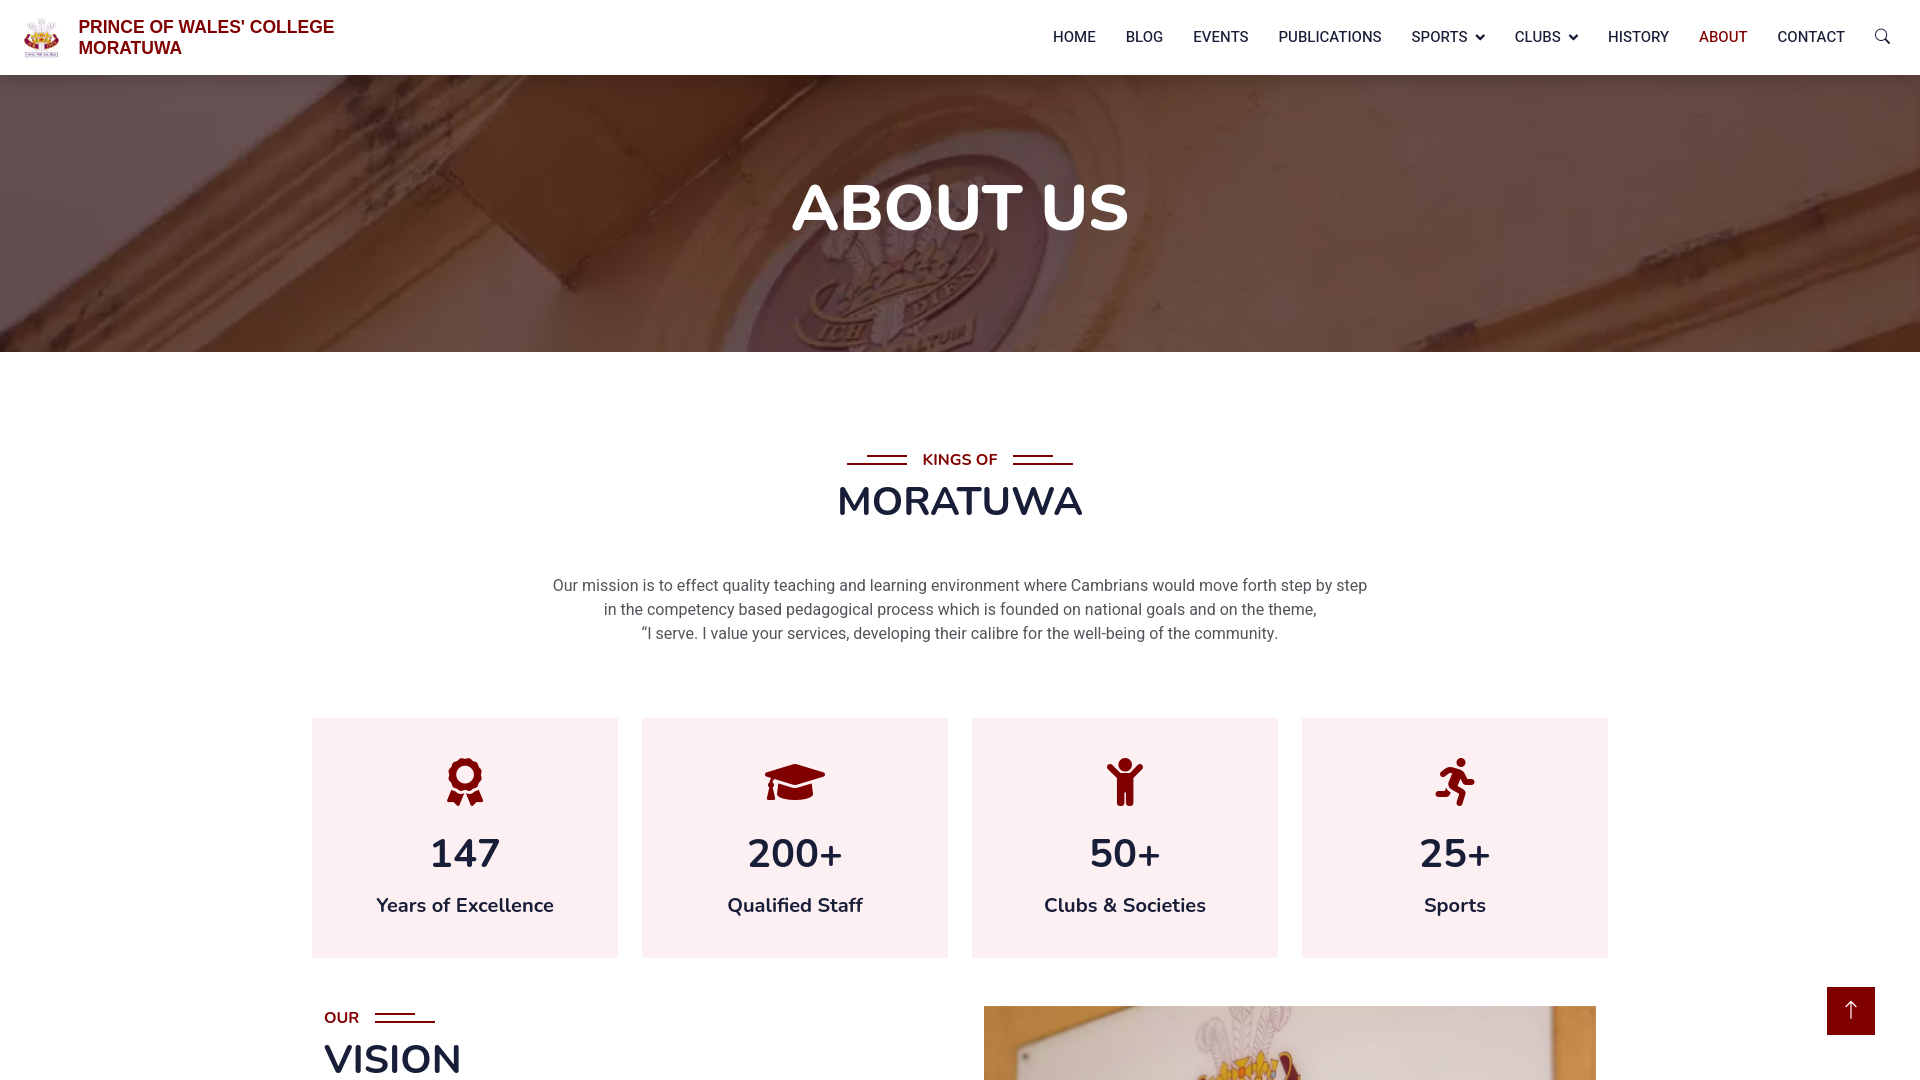 PRINCE OF WALES' COLLEGE
MORATUWA
HOME BLOG EVENTS PUBLICATIONS SPORTS CLUBS HISTORY ABOUT CONTACT
ABOUT US
ICH DIEN
KINGS OF
MORATUWA
Our mission is to effect quality teaching and learning environment where Cambrians would move forth step by step
in the competency based pedagogical process which is founded on national goals and on the theme,
“I serve. I value your services, developing their calibre for the well-being of the community.
147 200+ 50+ 25+
Years of Excellence Qualified Staff Clubs & Societies Sports
OUR
VISION